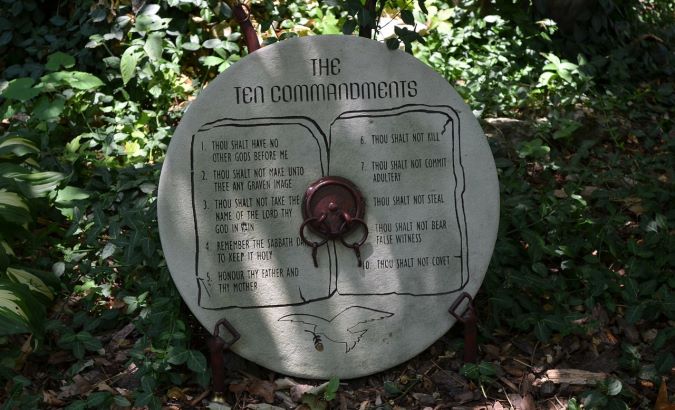 THE
TEN COMMANDMENTS
1. THOU SHALT HAVE NO
OTHER GODS BEFORE ME
2. THOU SHALT NOT MAKE UNTO
THEE ANY GRAVEN IMAGE
3. THOU SHALT NOT TAKE THE
NAME OF THE LORD THY
GOD IN VAIN
4. REMEMBER THE SABBATH DA
TO KEEP IT HOLY
5. HONOUR THY FATHER AND
THY MOTHER
6. THOU SHALT NOT KILL
7. THOU SHALT NOT COMMIT
ADULTERY
THOU SHALT NOT STEAL
THOU SHALT NOT BEAR
FALSE WITNESS
10. THOU SHALL NOT COVET